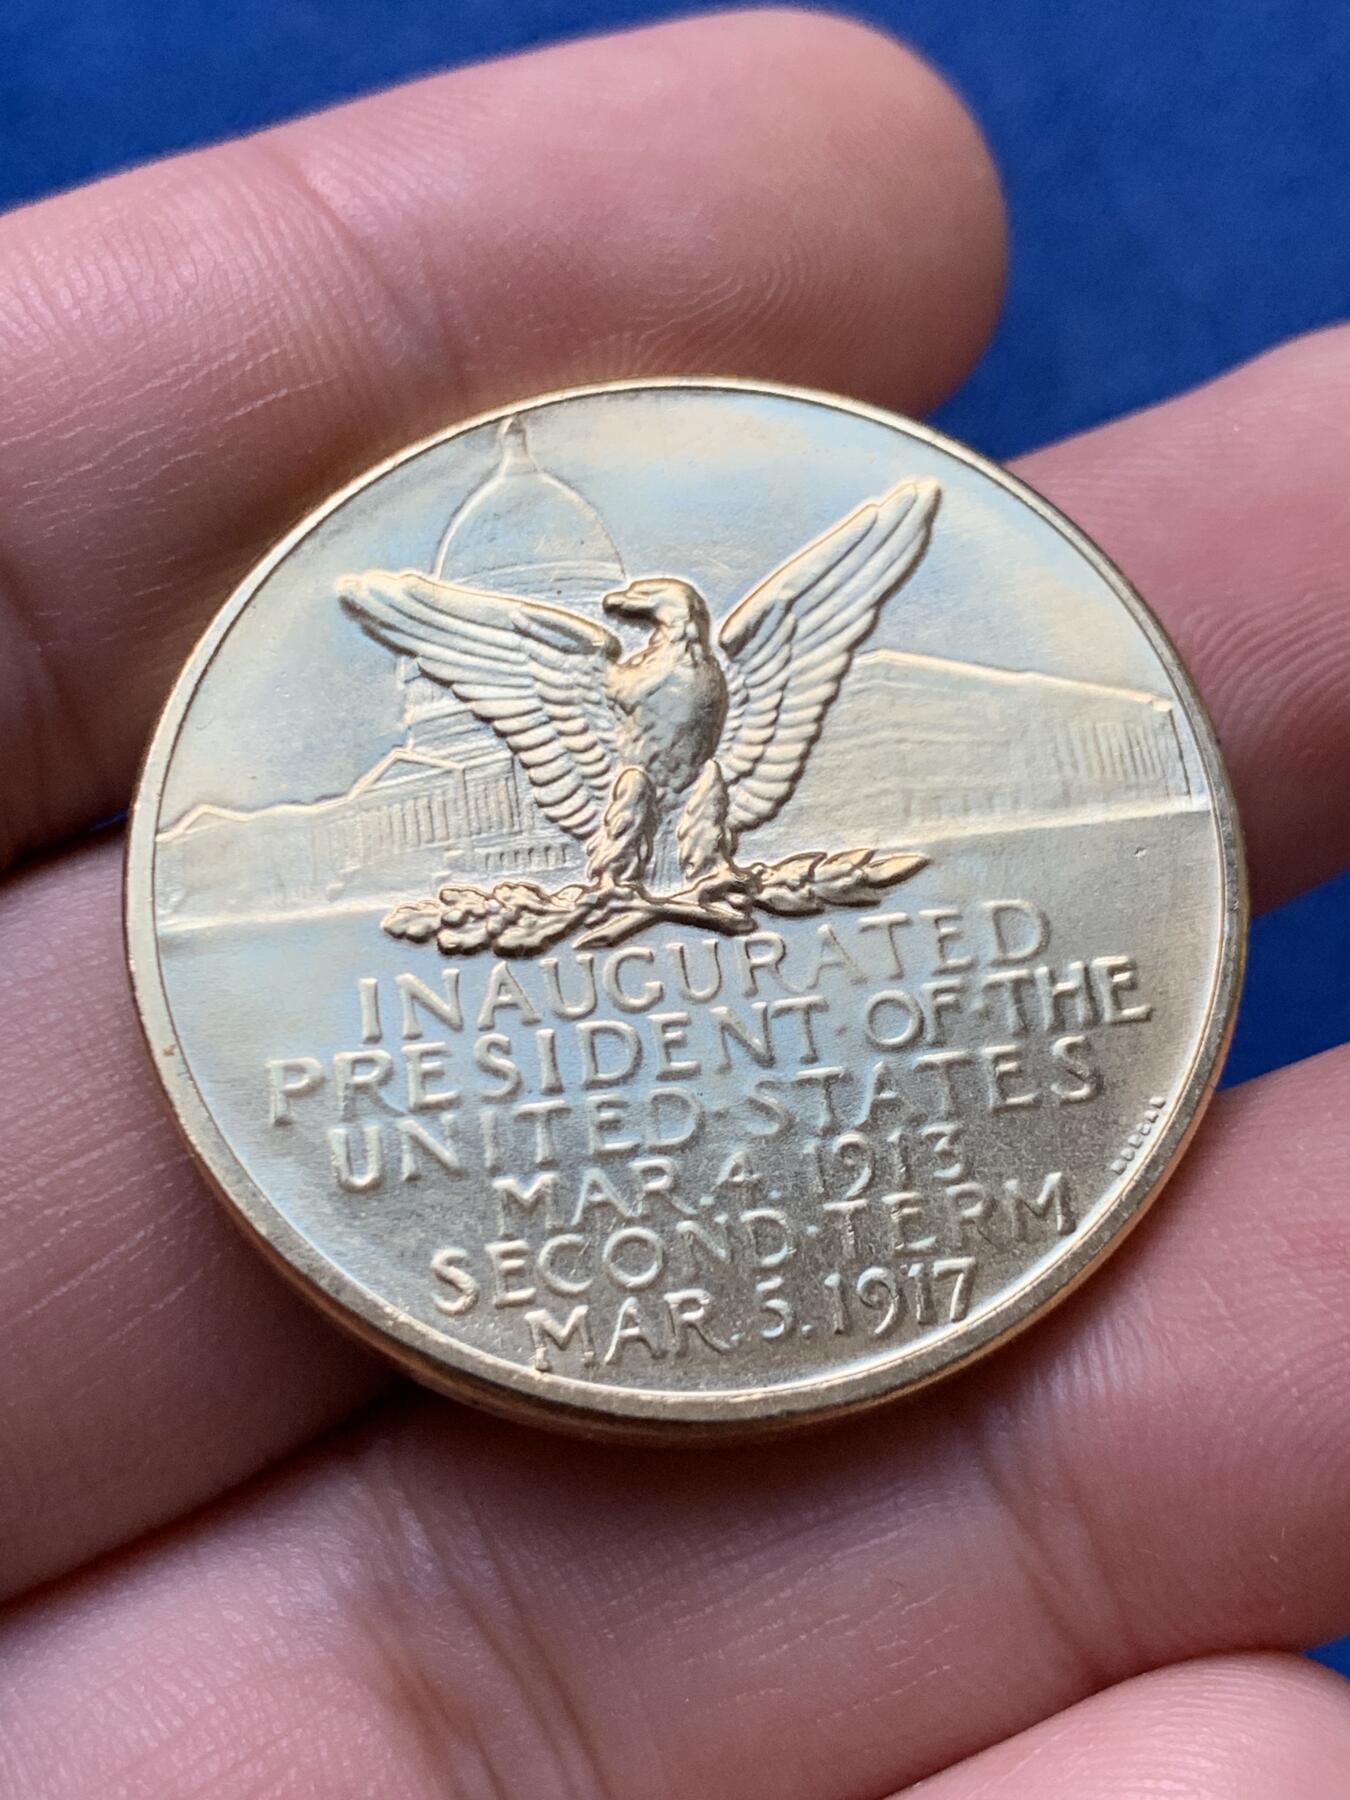 INAUGURATED
PRESIDENT·OF·THE
UNITED·STATES
MAR.4.1913
SECOND·TERM
MAR.5.1917